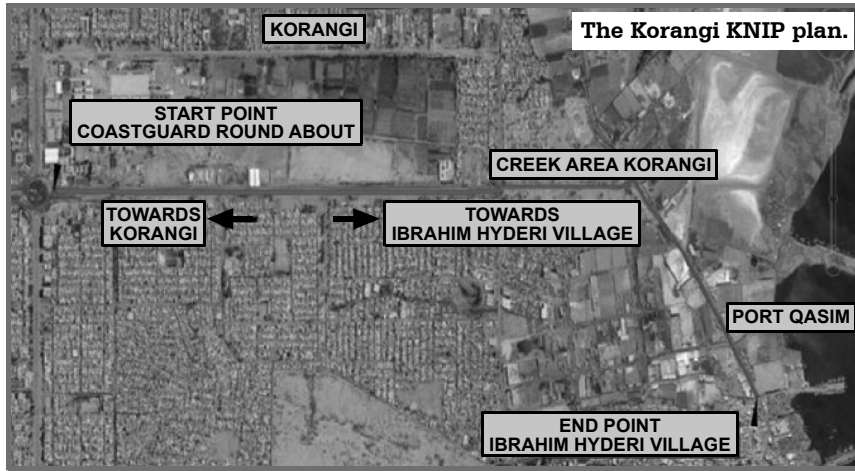 KORANGI
The Korangi KNIP plan.
START POINT
COASTGUARD ROUND ABOUT
CREEK AREA KORANGI
TOWARDS
KORANGI
TOWARDS
IBRAHIM HYDERI VILLAGE
PORT QASIM
END POINT
IBRAHIM HYDERI VILLAGE